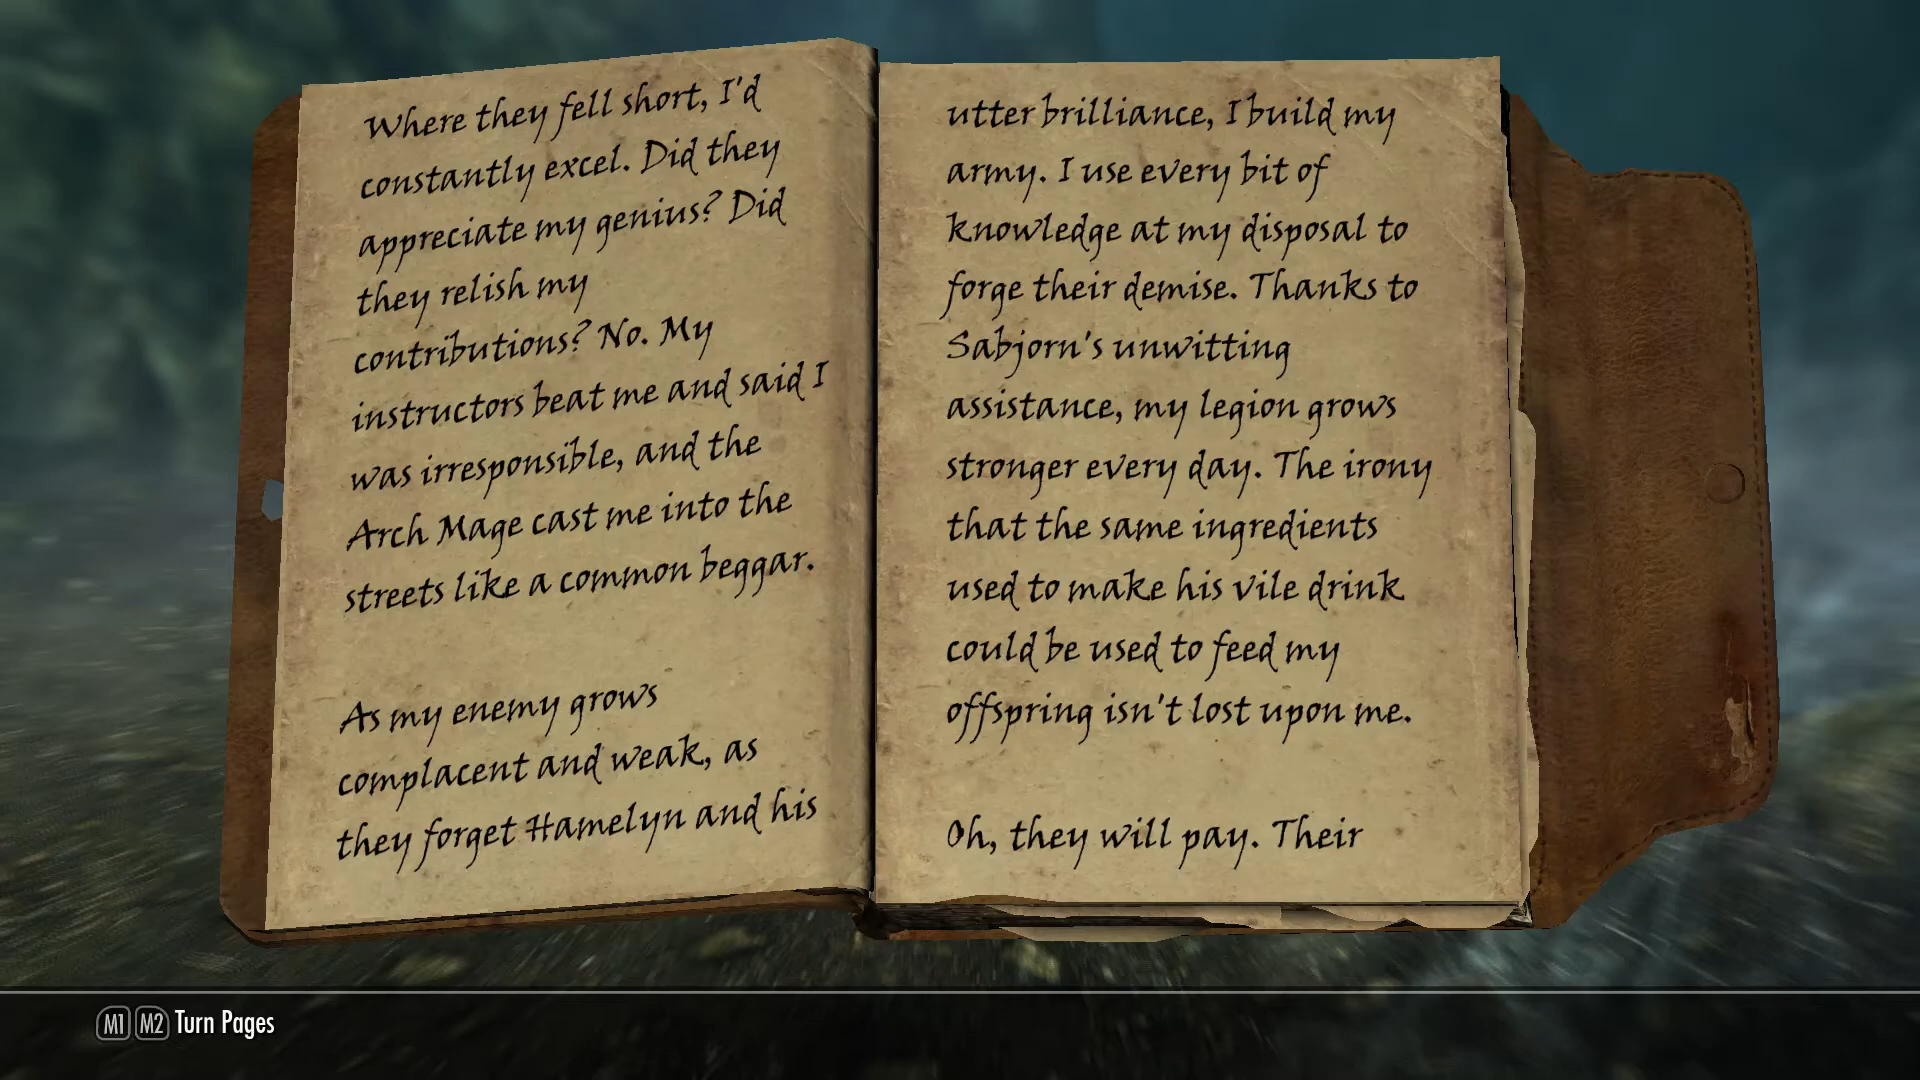 Where they fell short, I'd
constantly excel. Did they
appreciate my genius? Did
they relish my
contributions? No. My
instructors beat me and said I
was irresponsible, and the
Arch Mage cast me into the
streets like a common beggar.
As my enemy grows
complacent and weak, as
they forget Hamelyn and his
utter brilliance, I build my
army. I use every bit of
knowledge at my disposal to
forge their demise. Thanks to
Sabjorn's unwitting
assistance, my legion grows
stronger every day. The irony
that the same ingredients
used to make his vile drink
could be used to feed my
offspring isn't lost upon me.
Oh, they will pay. Their
M1 M2 Turn Pages